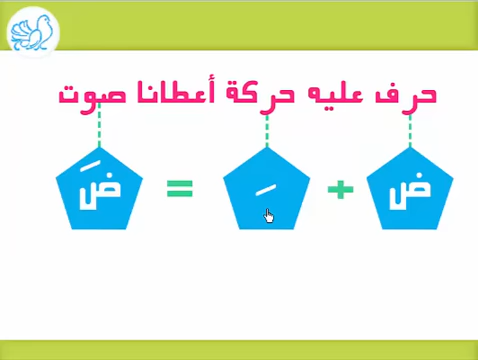 حرف عليه حركة أعطانا صوت
ض + ـَ = ضَ